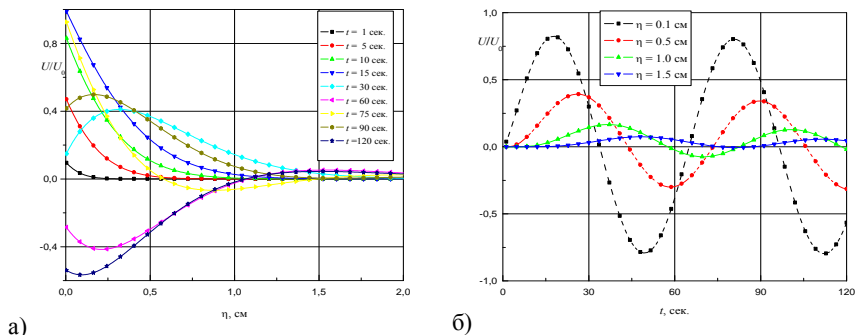 U/U₀
0,8
0,4
0,0
-0,4
0,0
0,5
1,0
1,5
2,0
η, см
t = 1 сек.
t = 5 сек.
t = 10 сек.
t = 15 сек.
t = 30 сек.
t = 60 сек.
t = 75 сек.
t = 90 сек.
t =120 сек.
а)
1,0
U/U₀
0,5
0,0
-0,5
-1,0
0
30
60
90
120
t, сек.
η = 0.1 см
η = 0.5 см
η = 1.0 см
η = 1.5 см
б)